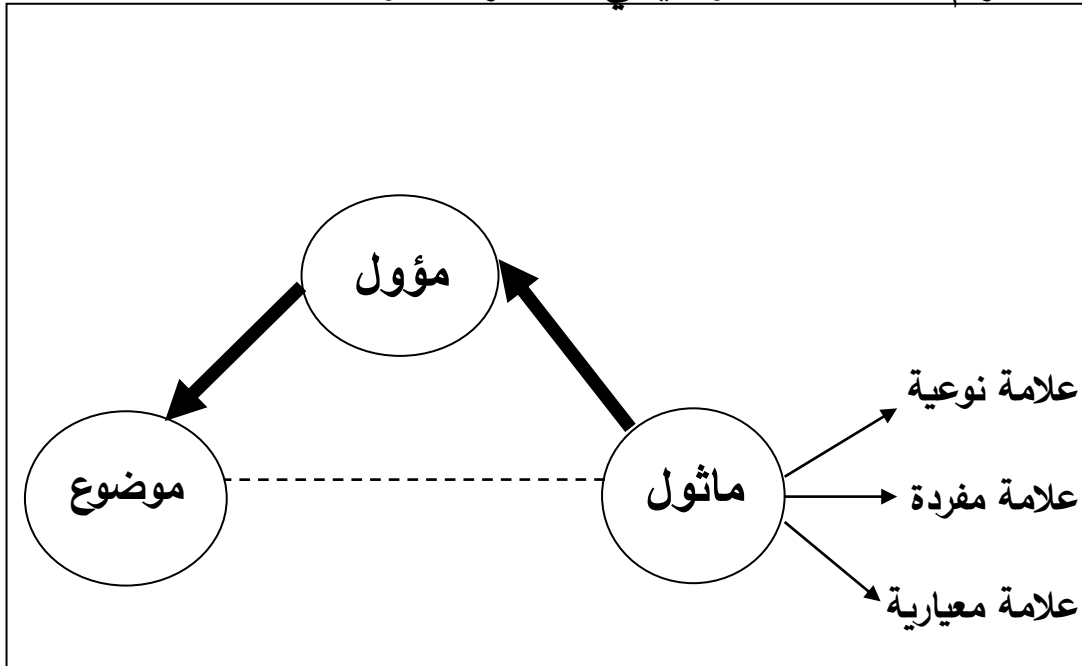 مؤول
علامة نوعية
موضوع
ماثول
علامة مفردة
علامة معيارية